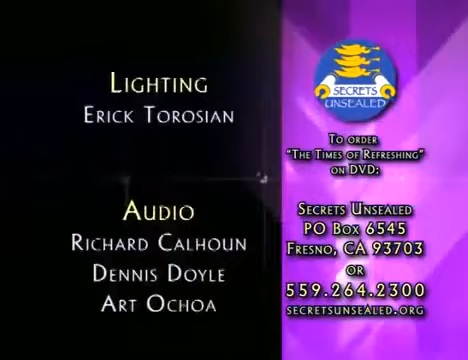 Lighting
Erick Torosian
Audio
Richard Calhoun
Dennis Doyle
Art Ochoa
SECRETS
UNSEALED
To order
"The Times of Refreshing"
on DVD:
Secrets Unsealed
PO Box 6545
Fresno, CA 93703
or
559.264.2300
secretsunsealed.org